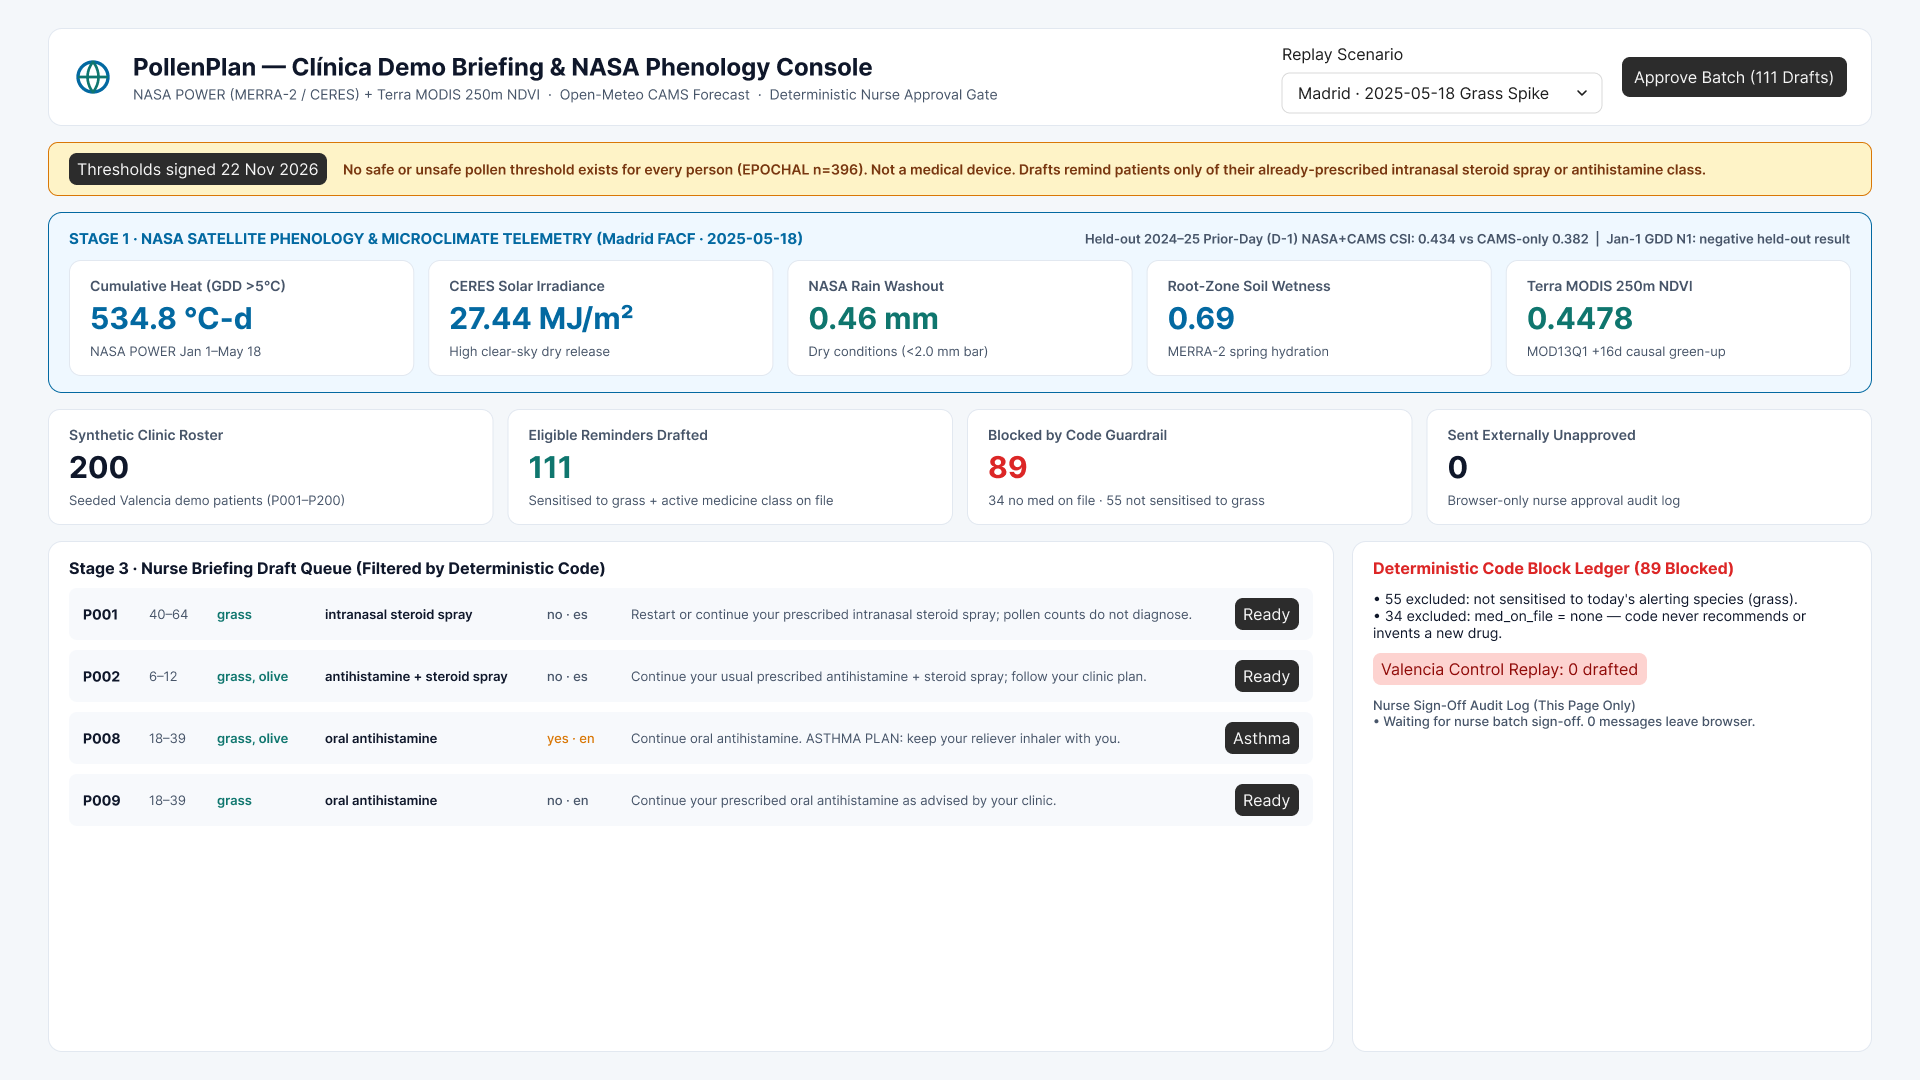 PollenPlan — Clínica Demo Briefing & NASA Phenology Console
NASA POWER (MERRA-2 / CERES) + Terra MODIS 250m NDVI · Open-Meteo CAMS Forecast · Deterministic Nurse Approval Gate
Replay Scenario
Madrid · 2025-05-18 Grass Spike
Approve Batch (111 Drafts)
Thresholds signed 22 Nov 2026
No safe or unsafe pollen threshold exists for every person (EPOCHAL n=396). Not a medical device. Drafts remind patients only of their already-prescribed intranasal steroid spray or antihistamine class.
STAGE 1 · NASA SATELLITE PHENOLOGY & MICROCLIMATE TELEMETRY (Madrid FACF · 2025-05-18)
Held-out 2024–25 Prior-Day (D-1) NASA+CAMS CSI: 0.434 vs CAMS-only 0.382 | Jan-1 GDD N1: negative held-out result
Cumulative Heat (GDD >5°C)
534.8 °C-d
NASA POWER Jan 1–May 18
CERES Solar Irradiance
27.44 MJ/m²
High clear-sky dry release
NASA Rain Washout
0.46 mm
Dry conditions (<2.0 mm bar)
Root-Zone Soil Wetness
0.69
MERRA-2 spring hydration
Terra MODIS 250m NDVI
0.4478
MOD13Q1 +16d causal green-up
Synthetic Clinic Roster
200
Seeded Valencia demo patients (P001–P200)
Eligible Reminders Drafted
111
Sensitised to grass + active medicine class on file
Blocked by Code Guardrail
89
34 no med on file · 55 not sensitised to grass
Sent Externally Unapproved
0
Browser-only nurse approval audit log
Stage 3 · Nurse Briefing Draft Queue (Filtered by Deterministic Code)
P001 40–64 grass intranasal steroid spray no · es Restart or continue your prescribed intranasal steroid spray; pollen counts do not diagnose. Ready
P002 6–12 grass, olive antihistamine + steroid spray no · es Continue your usual prescribed antihistamine + steroid spray; follow your clinic plan. Ready
P008 18–39 grass, olive oral antihistamine yes · en Continue oral antihistamine. ASTHMA PLAN: keep your reliever inhaler with you. Asthma
P009 18–39 grass oral antihistamine no · en Continue your prescribed oral antihistamine as advised by your clinic. Ready
Deterministic Code Block Ledger (89 Blocked)
• 55 excluded: not sensitised to today's alerting species (grass).
• 34 excluded: med_on_file = none — code never recommends or
invents a new drug.
Valencia Control Replay: 0 drafted
Nurse Sign-Off Audit Log (This Page Only)
• Waiting for nurse batch sign-off. 0 messages leave browser.